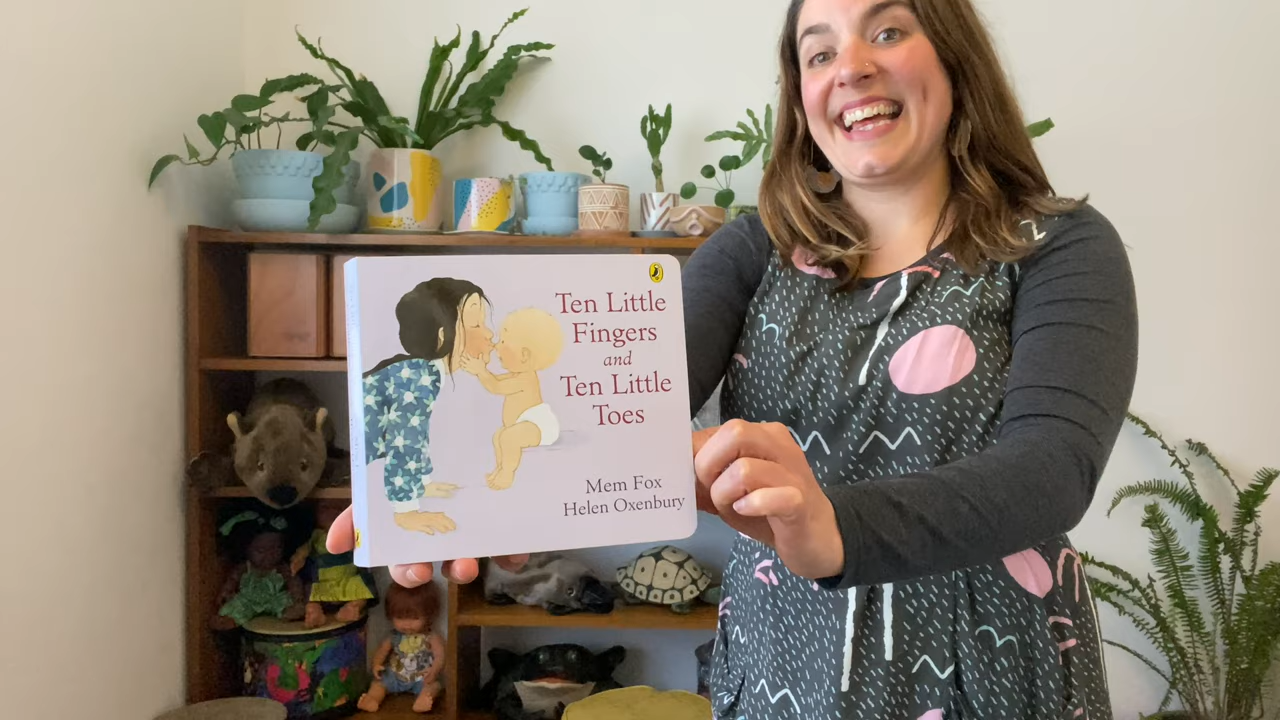 Ten Little
Fingers
and
Ten Little
Toes
Mem Fox
Helen Oxenbury